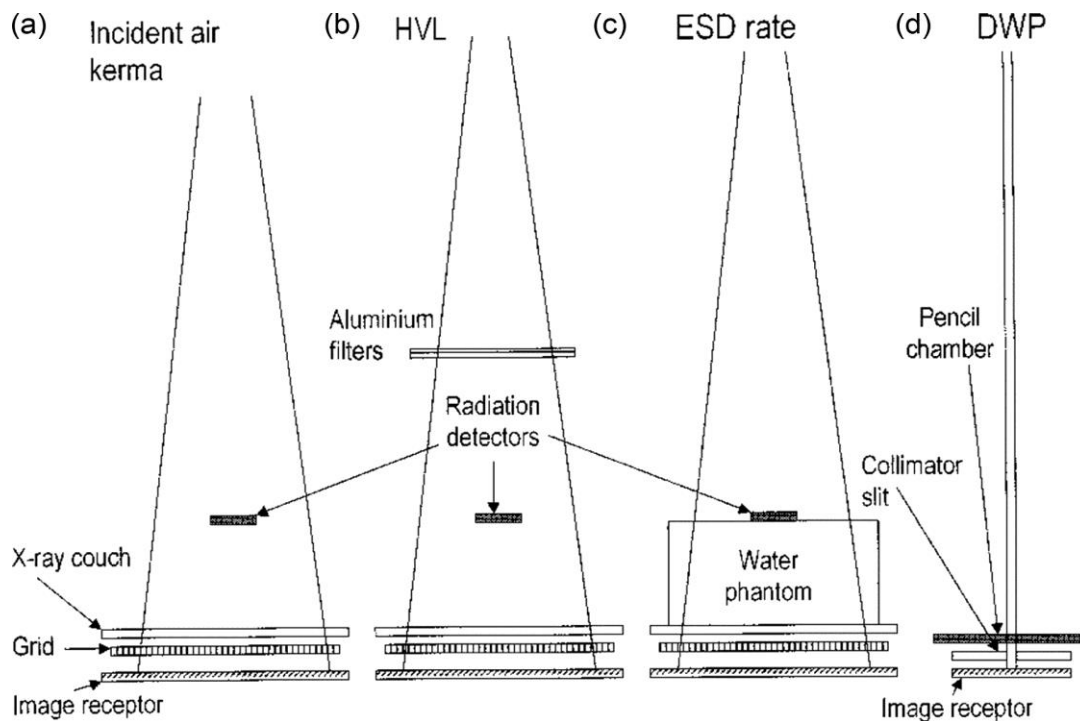 (a) Incident air
kerma
(b) HVL
(c) ESD rate
(d) DWP
Aluminium
filters
Pencil
chamber
Radiation
detectors
Collimator
slit
X-ray couch
Water
phantom
Grid
Image receptor
Image receptor